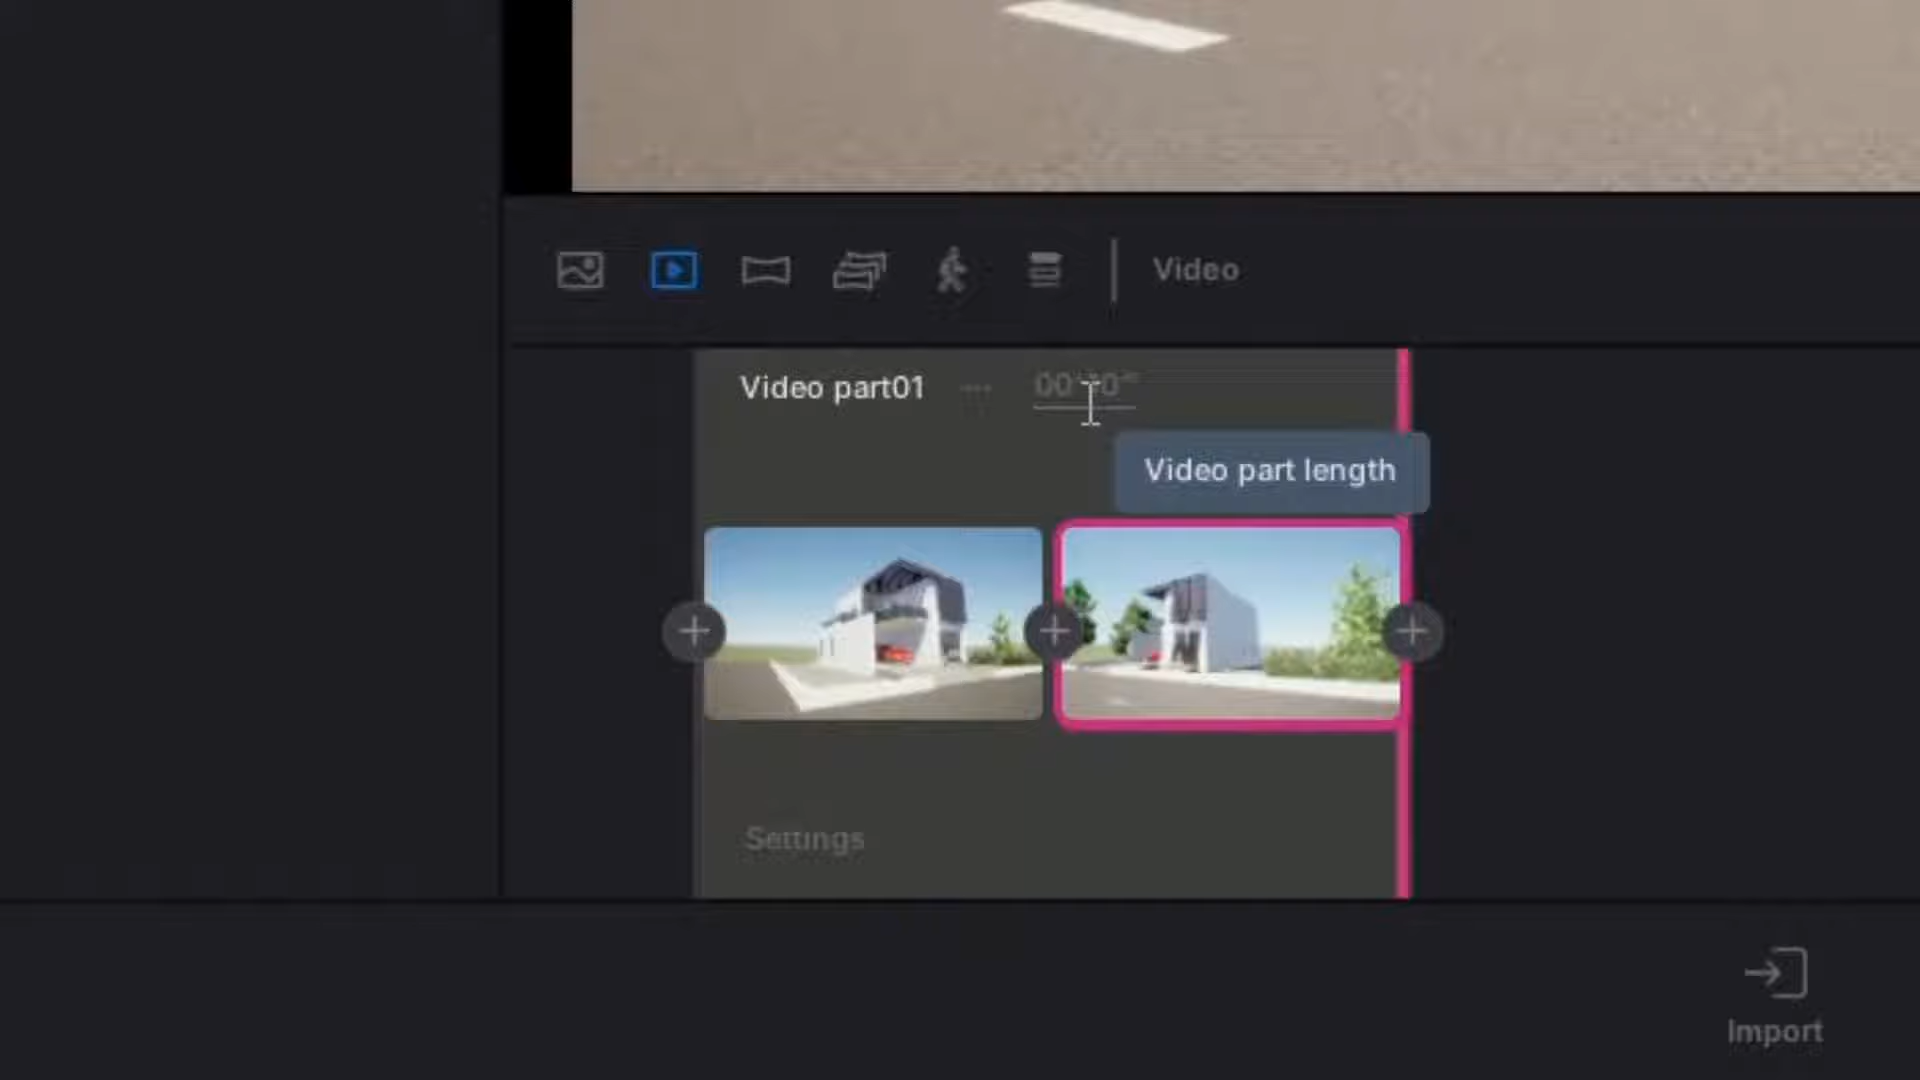 Video
Video part01
Video part length
Settings
Import